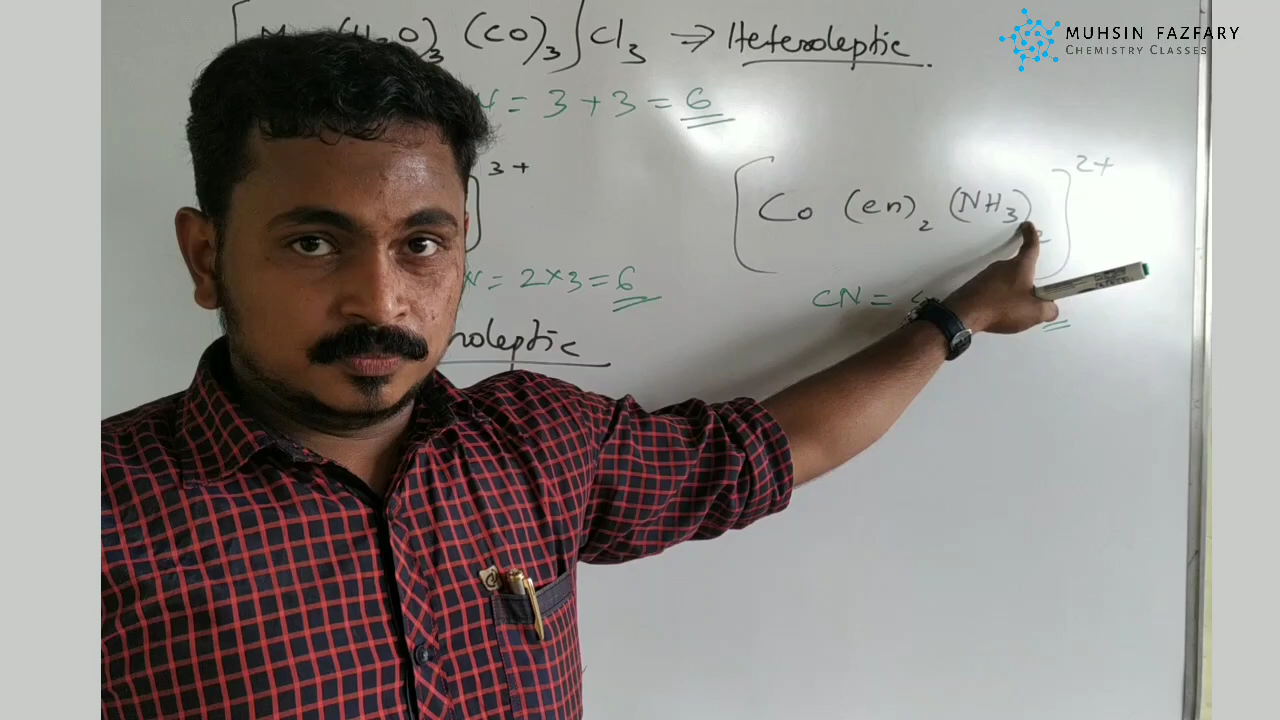 MUHSIN FAZFARY
CHEMISTRY CLASSES
(CO)₃]Cl₃ → Heteroleptic
= 3 + 3 = 6
]³⁺
[Co (en)₂ (NH₃)₂]²⁺
= 2 × 3 = 6
CN =